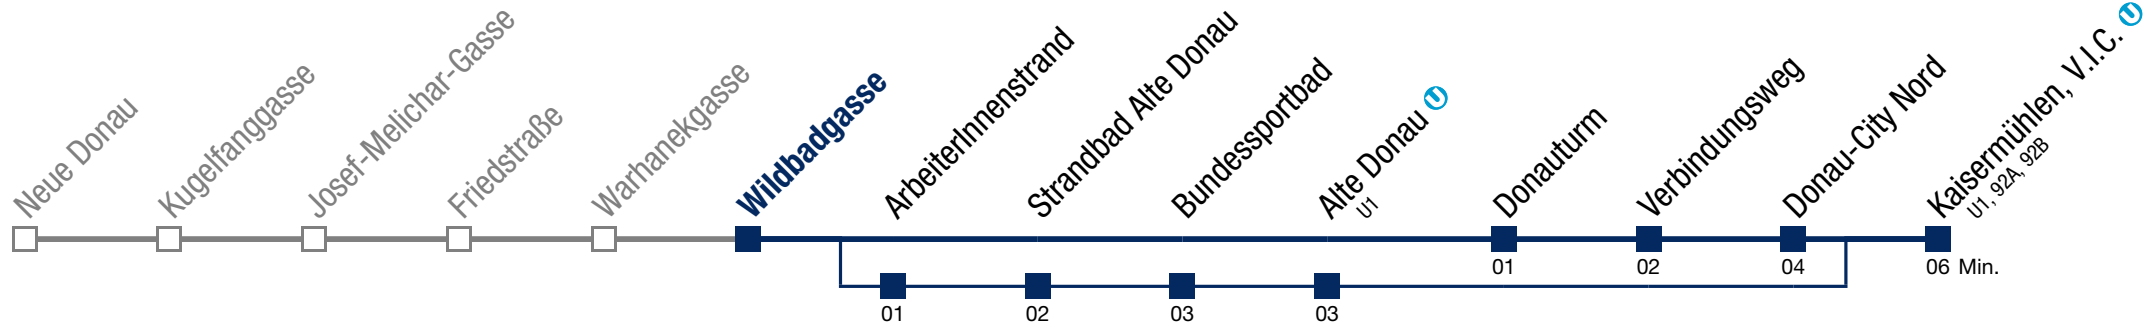 Neue Donau
Kugelfanggasse
Josef-Melichar-Gasse
Friedstraße
Warhanekgasse
Wildbadgasse
ArbeiterInnenstrand
Strandbad Alte Donau
Bundessportbad
Alte Donau U
U1
Donauturm
Verbindungsweg
Donau-City Nord
Kaisermühlen, V.I.C. U
U1, 92A, 92B
01
02
04
06 Min.
01
02
03
03